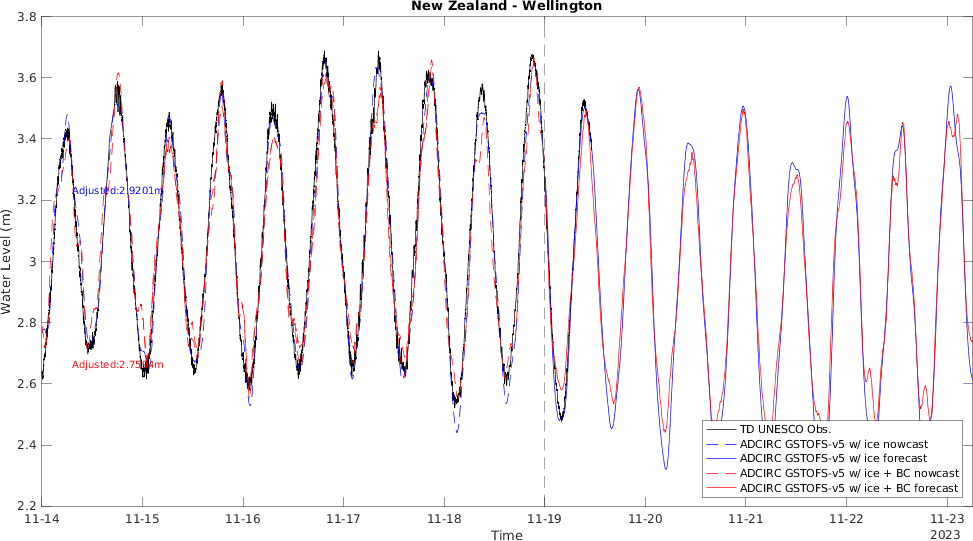 New Zealand - Wellington
3.8
3.6
3.4
3.2
3
2.8
2.6
2.4
2.2
Water Level (m)
Adjusted:2.9201m
TD UNESCO Obs.
ADCIRC GSTOFS-v5 w/ ice nowcast
ADCIRC GSTOFS-v5 w/ ice forecast
ADCIRC GSTOFS-v5 w/ ice + BC nowcast
ADCIRC GSTOFS-v5 w/ ice + BC forecast
11-14 11-15 11-16 11-17 11-18 11-19 11-20 11-21 11-22 11-23
Time 2023